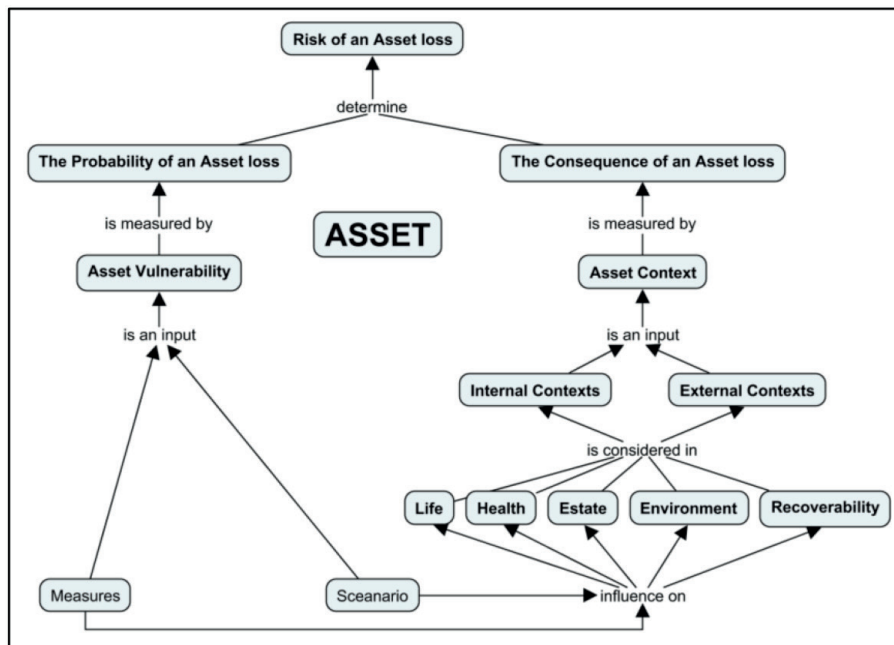 Risk of an Asset loss
determine
The Probability of an Asset loss
The Consequence of an Asset loss
is measured by
ASSET
is measured by
Asset Vulnerability
Asset Context
is an input
is an input
Internal Contexts
External Contexts
is considered in
Life
Health
Estate
Environment
Recoverability
Measures
Sceanario
influence on